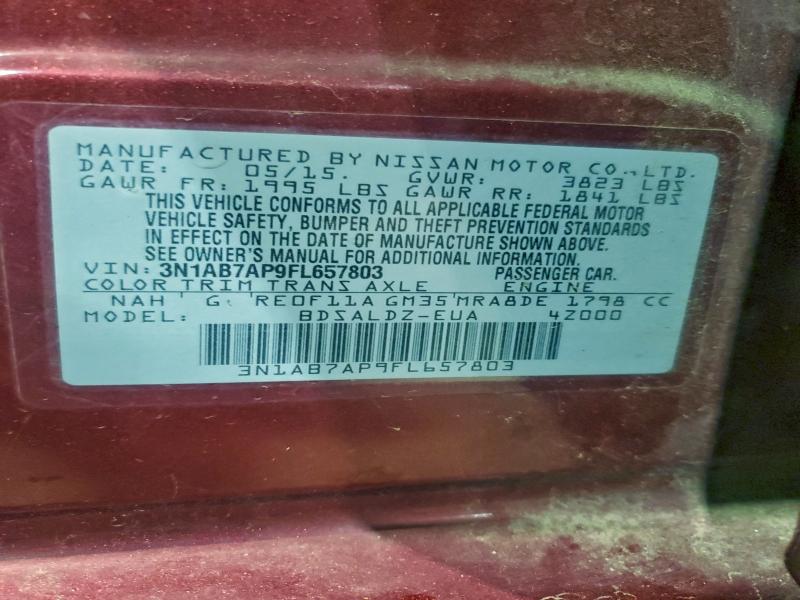 MANUFACTURED BY NISSAN MOTOR CO., LTD.
DATE: 05/15. GVWR: 3823 LBS
GAWR FR: 1995 LBS GAWR RR: 1841 LBS
THIS VEHICLE CONFORMS TO ALL APPLICABLE FEDERAL MOTOR
VEHICLE SAFETY, BUMPER AND THEFT PREVENTION STANDARDS
IN EFFECT ON THE DATE OF MANUFACTURE SHOWN ABOVE.
SEE OWNER'S MANUAL FOR ADDITIONAL INFORMATION.
VIN: 3N1AB7AP9FL657803 PASSENGER CAR.
COLOR TRIM TRANS AXLE ENGINE
NAH G RE0F11A GM35 MRA8DE 1798 CC
MODEL: BDSALDZ-EUA 4Z000
3N1AB7AP9FL657803